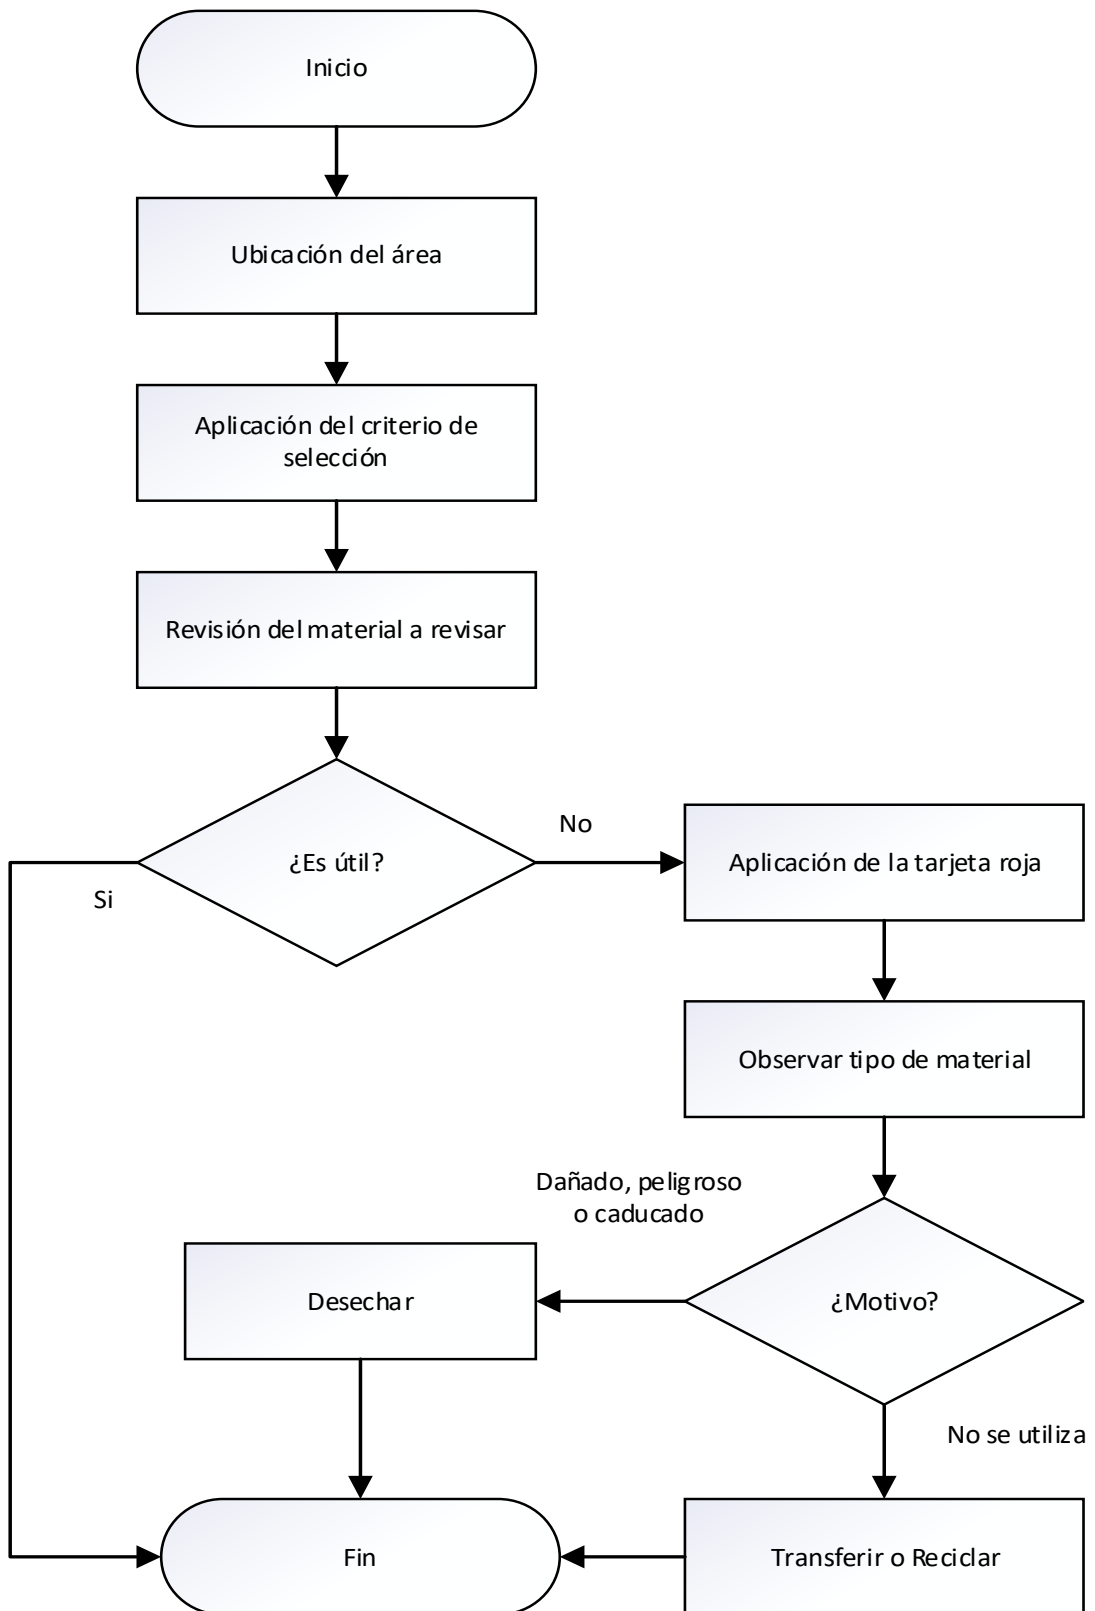 Inicio
Ubicación del área
Aplicación del criterio de
selección
Revisión del material a revisar
¿Es útil?
No
Si
Aplicación de la tarjeta roja
Observar tipo de material
Dañado, peligroso
o caducado
¿Motivo?
Desechar
No se utiliza
Transferir o Reciclar
Fin